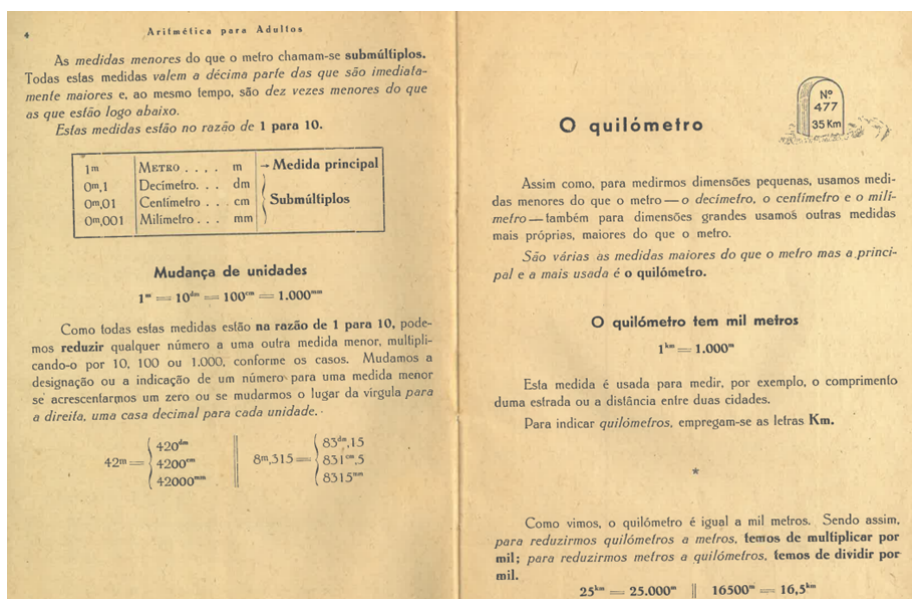 4
Aritmética para Adultos
As medidas menores do que o metro chamam-se submúltiplos.
Todas estas medidas valem a décima parte das que são imediata-
mente maiores e, ao mesmo tempo, são dez vezes menores do que
as que estão logo abaixo.
Estas medidas estão no razão de 1 para 10.
1m METRO .... m → Medida principal
0m,1 Decímetro... dm
0m,01 Centímetro ... cm Submúltiplos
0m,001 Milímetro ... mm
Mudança de unidades
1m = 10dm = 100cm = 1.000mm
Como todas estas medidas estão na razão de 1 para 10, pode-
mos reduzir qualquer número a uma outra medida menor, multipli-
cando-o por 10, 100 ou 1.000, conforme os casos. Mudamos a
designação ou a indicação de um número para uma medida menor
se acrescentarmos um zero ou se mudarmos o lugar da vírgula para
a direita, uma casa decimal para cada unidade.
42m =
420dm
4200cm
42000mm
8m,315 =
83dm,15
831cm,5
8315mm
O quilómetro
Nº
477
35 Km
Assim como, para medirmos dimensões pequenas, usamos medi-
das menores do que o metro — o decímetro, o centímetro e o milí-
metro — também para dimensões grandes usamos outras medidas
mais próprias, maiores do que o metro.
São várias as medidas maiores do que o metro mas a princi-
pal e a mais usada é o quilómetro.
O quilómetro tem mil metros
1km = 1.000m
Esta medida é usada para medir, por exemplo, o comprimento
duma estrada ou a distância entre duas cidades.
Para indicar quilómetros, empregam-se as letras Km.
*
Como vimos, o quilómetro é igual a mil metros. Sendo assim,
para reduzirmos quilómetros a metros, temos de multiplicar por
mil; para reduzirmos metros a quilómetros, temos de dividir por
mil.
25km = 25.000m || 16500m = 16,5km